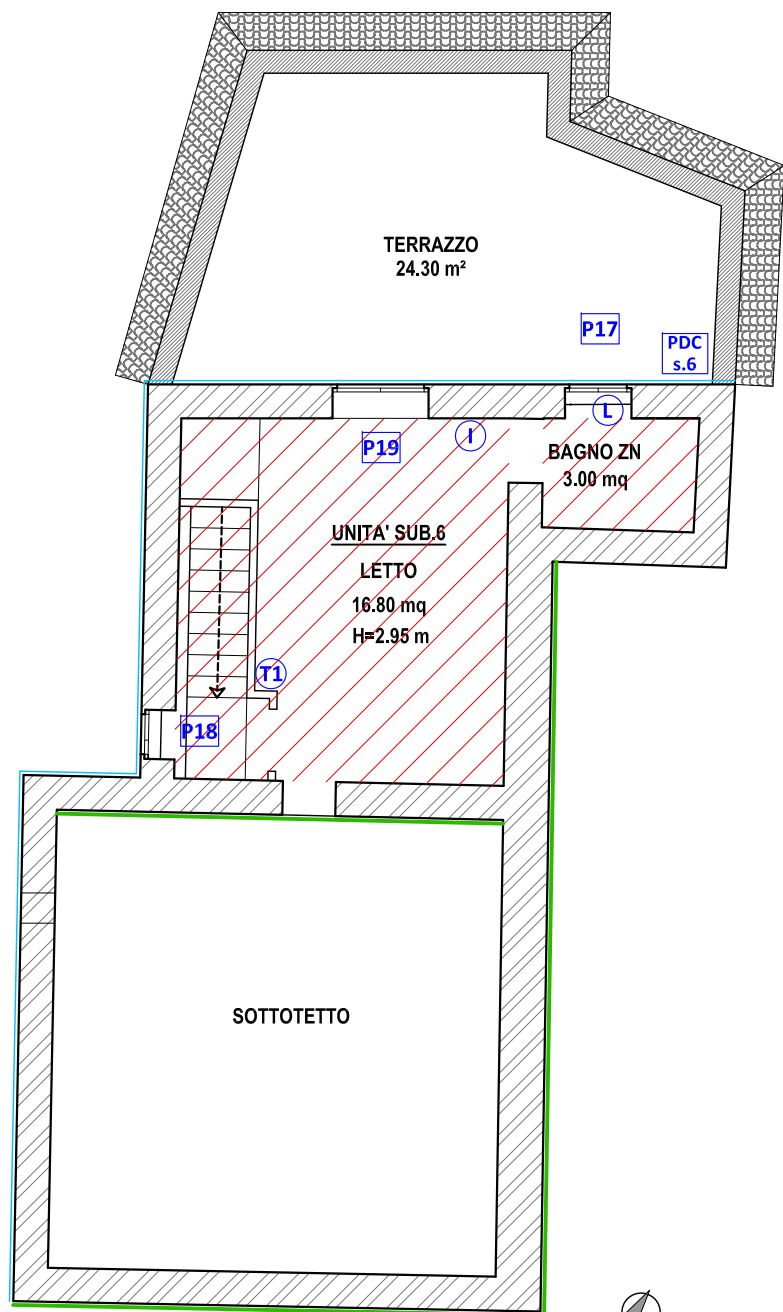 TERRAZZO
24.30 m²
P17
PDC
s.6
L
I
P19
BAGNO ZN
3.00 mq
UNITA' SUB.6
LETTO
16.80 mq
H=2.95 m
T1
P18
SOTTOTETTO